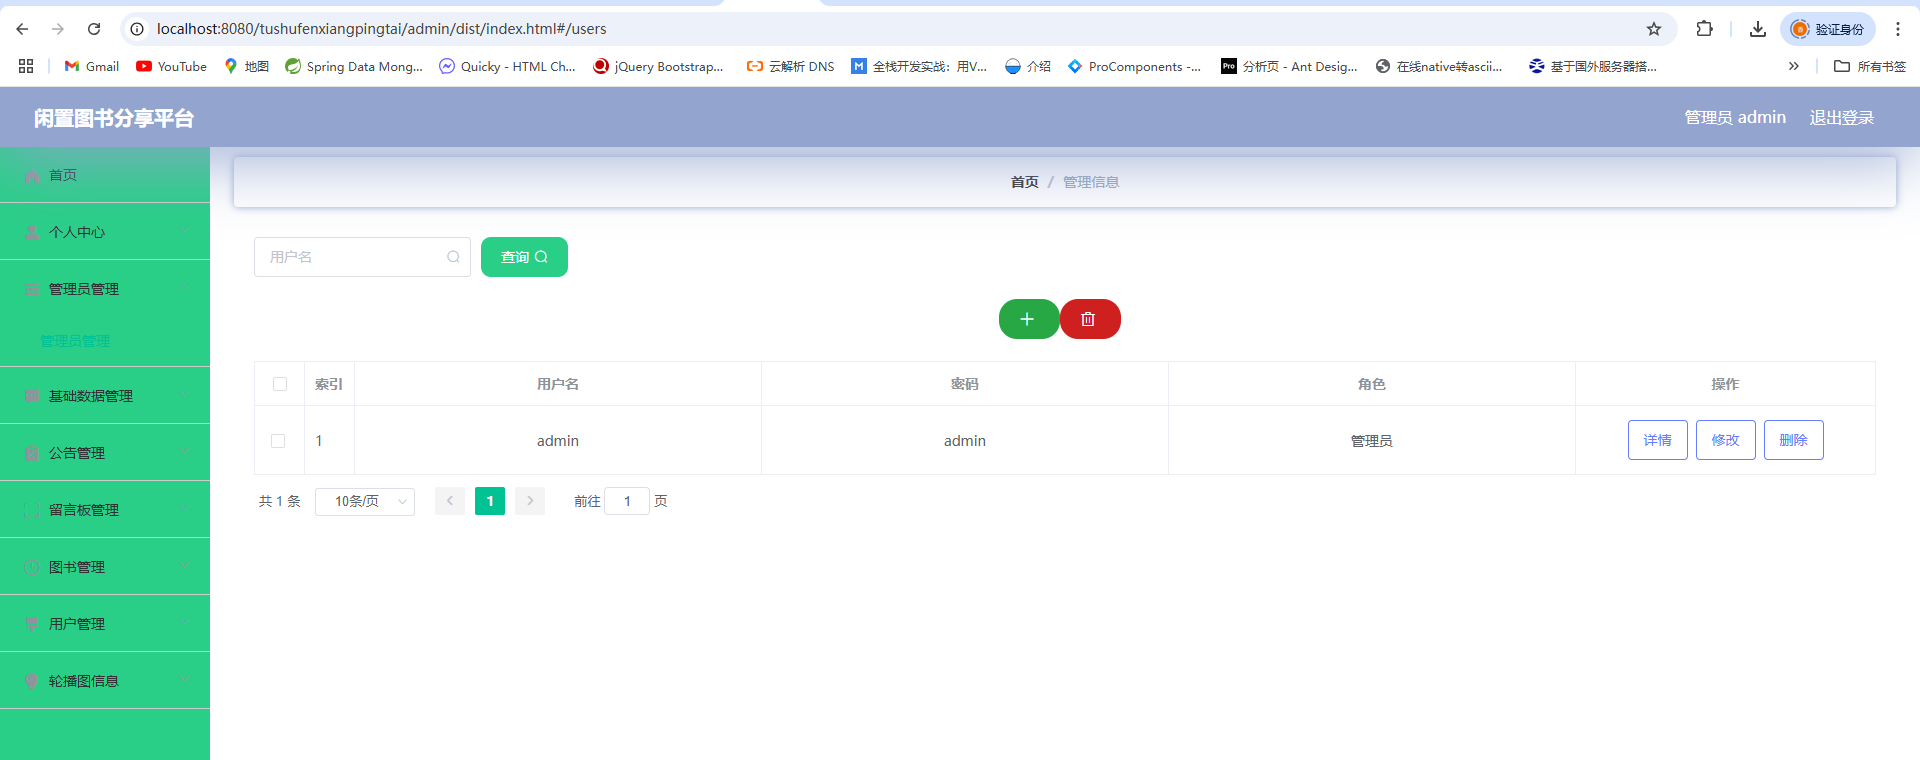 localhost:8080/tushufenxiangpingtai/admin/dist/index.html#/users
验证身份
Gmail
YouTube
地图
Spring Data Mong...
Quicky - HTML Ch...
jQuery Bootstrap...
云解析 DNS
全栈开发实战：用V...
介绍
ProComponents -...
Pro
分析页 - Ant Desig...
在线native转ascii...
基于国外服务器搭...
所有书签
闲置图书分享平台
管理员 admin
退出登录
首页
个人中心
管理员管理
管理员管理
基础数据管理
公告管理
留言板管理
图书管理
用户管理
轮播图信息
首页 / 管理信息
用户名
查询
索引 用户名 密码 角色 操作
1 admin admin 管理员 详情 修改 删除
共 1 条 10条/页 1 前往 1 页